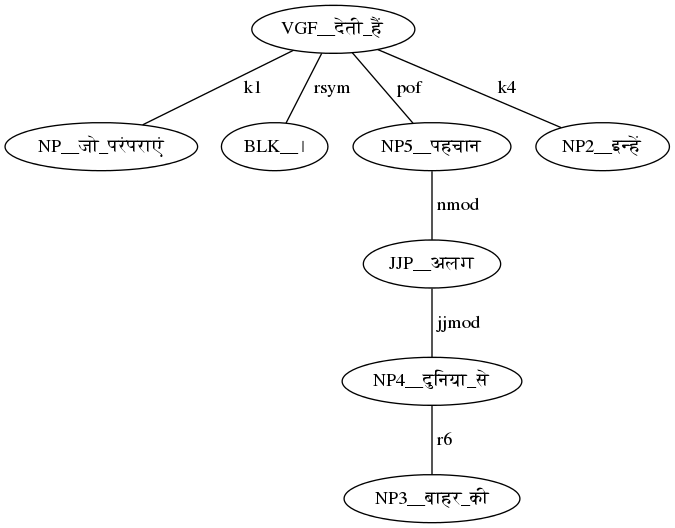 VGF__देती_हैं
k1 rsym pof k4
NP__जो_परंपराएं BLK__। NP5__पहचान NP2__इन्हें
nmod
JJP__अलग
jjmod
NP4__दुनिया_से
r6
NP3__बाहर_की